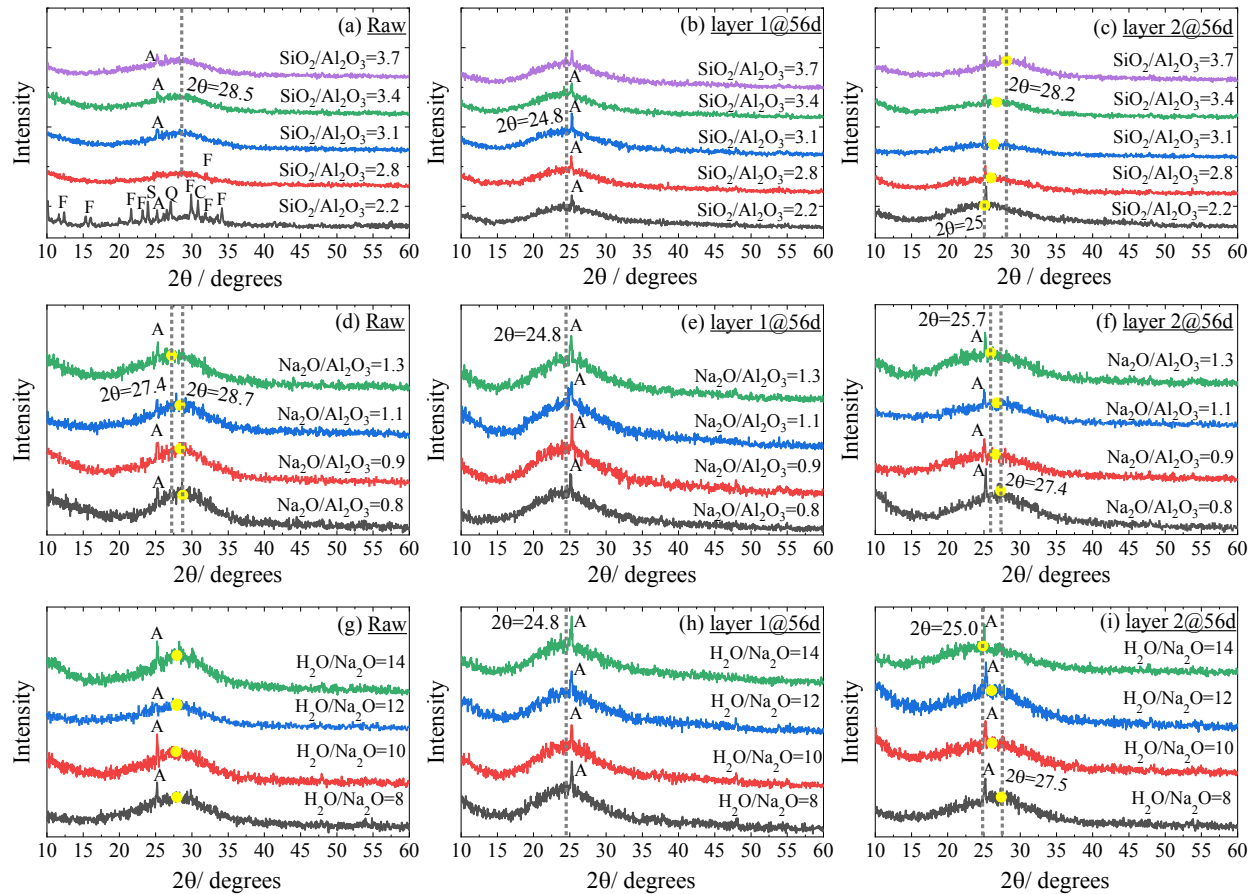 (a) Raw
A
SiO₂/Al₂O₃=3.7
2θ=28.5
A
SiO₂/Al₂O₃=3.4
A
SiO₂/Al₂O₃=3.1
F
SiO₂/Al₂O₃=2.8
F F F F S A Q F C F F
SiO₂/Al₂O₃=2.2
Intensity
10 15 20 25 30 35 40 45 50 55 60
2θ / degrees
(b) layer 1@56d
SiO₂/Al₂O₃=3.7
A
SiO₂/Al₂O₃=3.4
2θ=24.8
A
SiO₂/Al₂O₃=3.1
A
SiO₂/Al₂O₃=2.8
A
A
SiO₂/Al₂O₃=2.2
Intensity
10 15 20 25 30 35 40 45 50 55 60
2θ / degrees
(c) layer 2@56d
SiO₂/Al₂O₃=3.7
2θ=28.2
SiO₂/Al₂O₃=3.4
SiO₂/Al₂O₃=3.1
SiO₂/Al₂O₃=2.8
SiO₂/Al₂O₃=2.2
2θ=25
Intensity
10 15 20 25 30 35 40 45 50 55 60
2θ / degrees
(d) Raw
A
Na₂O/Al₂O₃=1.3
2θ=27.4 2θ=28.7
A
Na₂O/Al₂O₃=1.1
A
Na₂O/Al₂O₃=0.9
A
Na₂O/Al₂O₃=0.8
Intensity
10 15 20 25 30 35 40 45 50 55 60
2θ/ degrees
(e) layer 1@56d
2θ=24.8
A
Na₂O/Al₂O₃=1.3
A
Na₂O/Al₂O₃=1.1
A
Na₂O/Al₂O₃=0.9
A
Na₂O/Al₂O₃=0.8
Intensity
10 15 20 25 30 35 40 45 50 55 60
2θ/ degrees
(f) layer 2@56d
2θ=25.7
A
Na₂O/Al₂O₃=1.3
A
Na₂O/Al₂O₃=1.1
A
Na₂O/Al₂O₃=0.9
A
2θ=27.4
Na₂O/Al₂O₃=0.8
Intensity
10 15 20 25 30 35 40 45 50 55 60
2θ/ degrees
(g) Raw
A
H₂O/Na₂O=14
A
H₂O/Na₂O=12
A
H₂O/Na₂O=10
A
H₂O/Na₂O=8
Intensity
10 15 20 25 30 35 40 45 50 55 60
2θ/ degrees
(h) layer 1@56d
2θ=24.8
A
H₂O/Na₂O=14
A
H₂O/Na₂O=12
A
H₂O/Na₂O=10
A
H₂O/Na₂O=8
Intensity
10 15 20 25 30 35 40 45 50 55 60
2θ/ degrees
(i) layer 2@56d
2θ=25.0
A
H₂O/Na₂O=14
A
H₂O/Na₂O=12
A
H₂O/Na₂O=10
A
2θ=27.5
H₂O/Na₂O=8
Intensity
10 15 20 25 30 35 40 45 50 55 60
2θ/ degrees